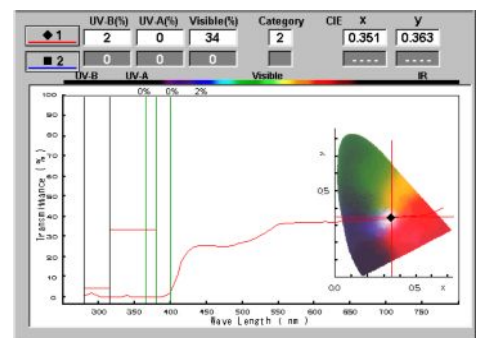 UV-B(%) UV-A(%) Visible(%) Category CIE x y
1 2 0 34 2 0.351 0.363
2 0 0 0 ---- ----
UV-B UV-A Visible IR
0% 0% 2%
100
90
80
70
60
50
40
30
20
10
0
Transmittance ( % )
300 350 400 450 500 550 600 650 700 750
Wave Length ( nm )
y
0.5
0.0 0.5 x